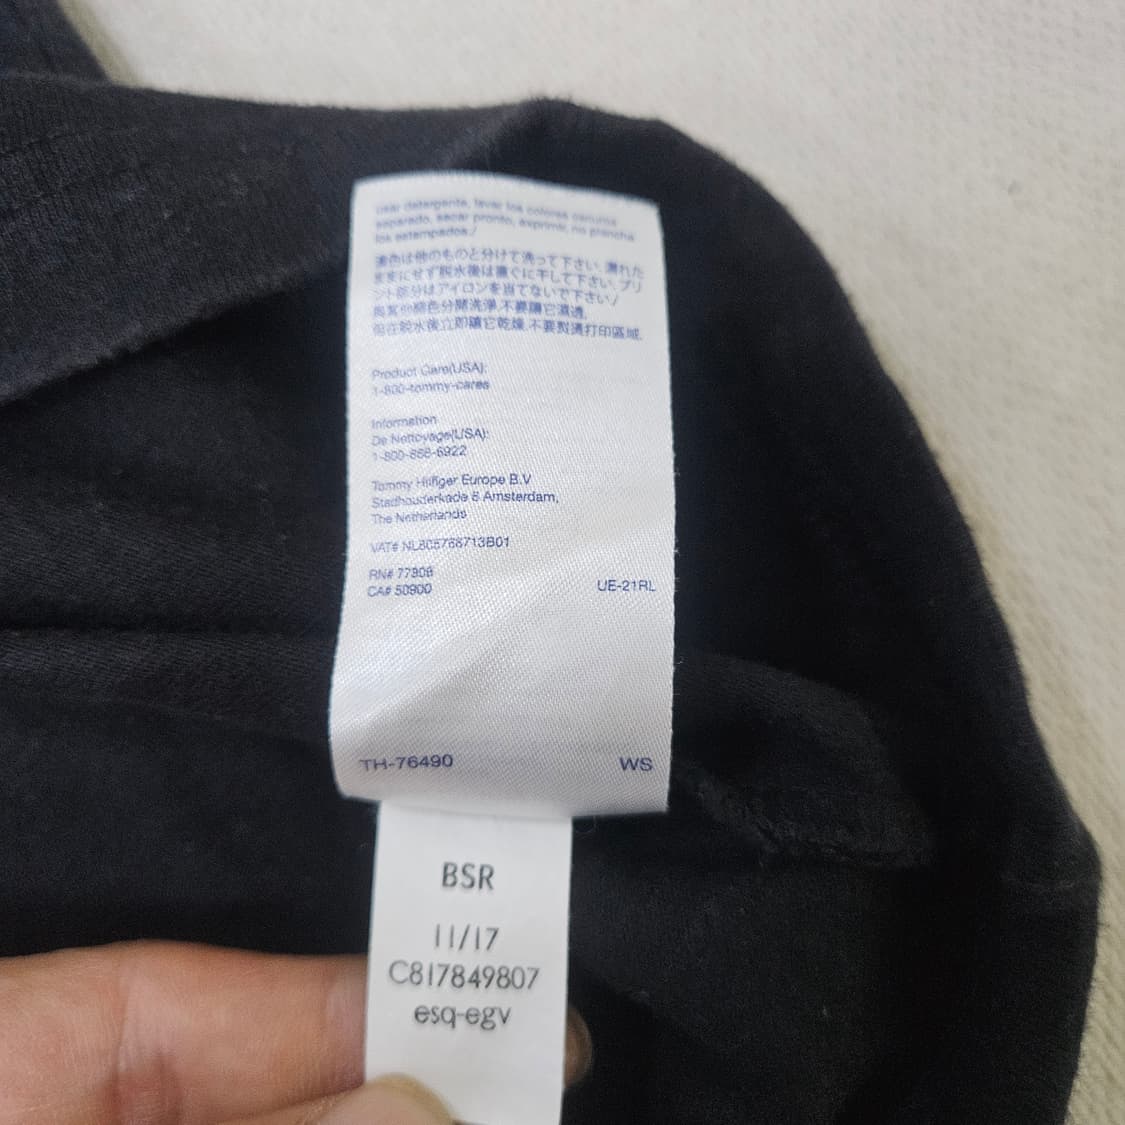 usar detergente, lavar los colores oscuros
separado, secar pronto, exprimir, no plancha
los estampados./
濃色は他のものと分けて洗って下さい. 濡れた
ままにせず脱水後は直ぐに干して下さい. プリ
ント部分はアイロンを当てないで下さい/
與其他顏色分開洗淨.不要讓它濕透.
但在脱水後立即讓它乾燥.不要熨燙打印區域.
Product Care(USA):
1-800-tommy-cares
Information
De Nettoyage(USA):
1-800-866-6922
Tommy Hilfiger Europe B.V
Stadhouderkade 6 Amsterdam,
The Netherlands
VAT# NL805768713B01
RN# 77806
CA# 50900
UE-21RL
TH-76490 WS
BSR
11/17
C817849807
esq-egv